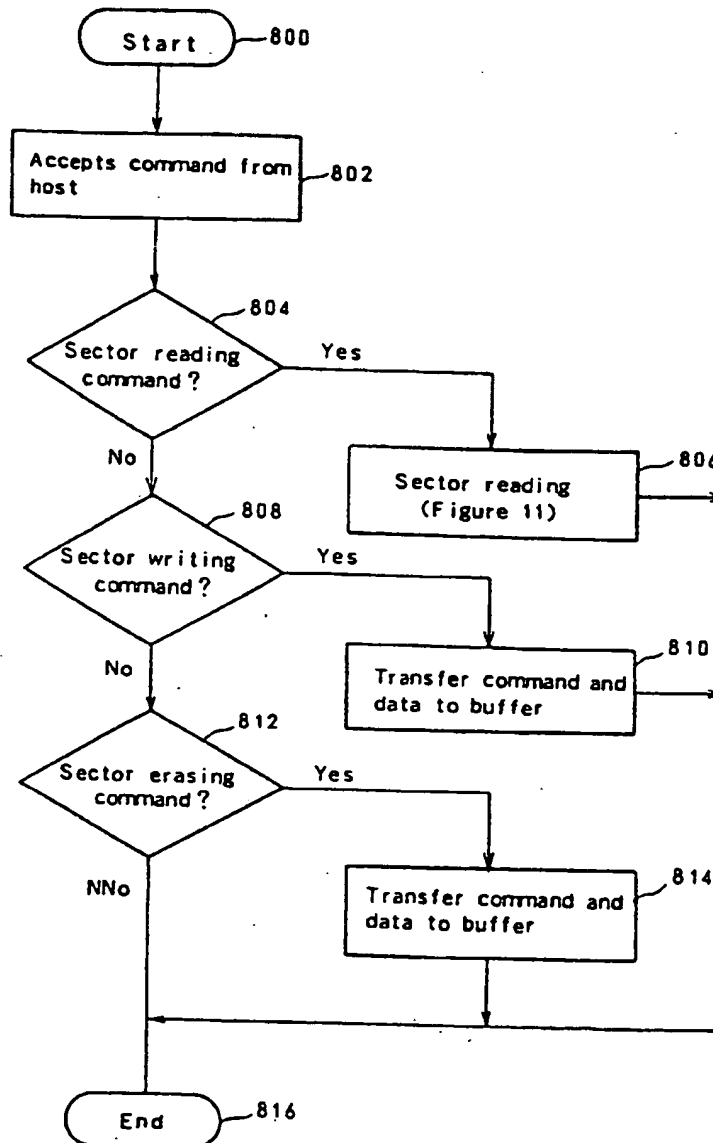 Start
800
Accepts command from
host
802
804
Sector reading
command?
Yes
No
806
Sector reading
(Figure 11)
808
Sector writing
command?
Yes
No
810
Transfer command and
data to buffer
812
Sector erasing
command?
Yes
NNo
814
Transfer command and
data to buffer
End
816